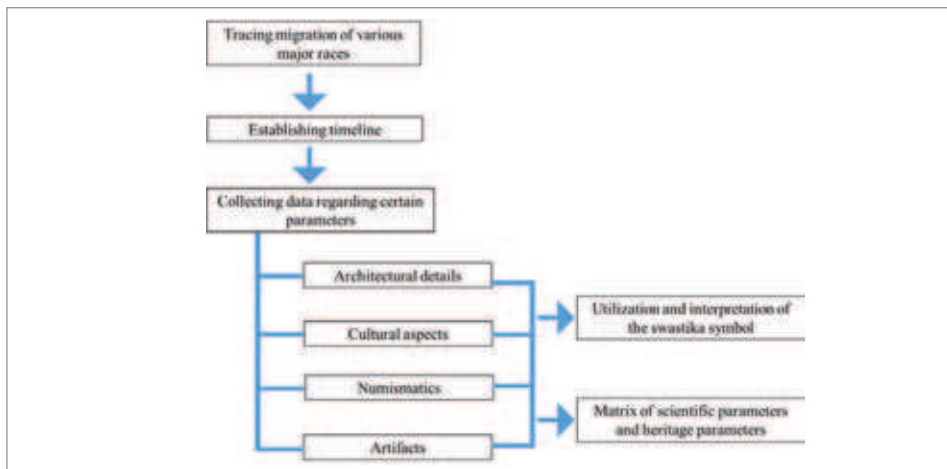 Tracing migration of various
major races
Establishing timeline
Collecting data regarding certain
parameters
Architectural details
Cultural aspects
Numismatics
Artifacts
Utilization and interpretation of
the swastika symbol
Matrix of scientific parameters
and heritage parameters